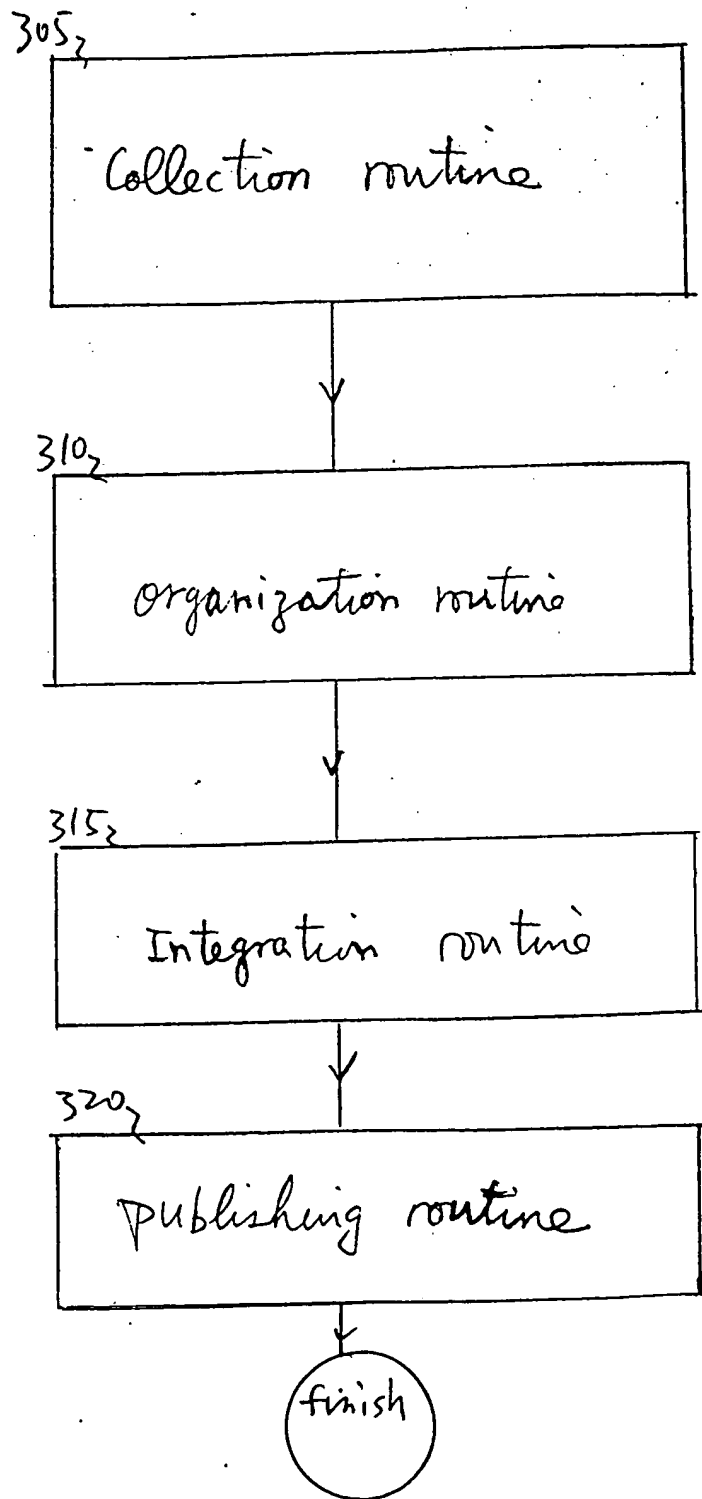 305
Collection routine
310
organization routine
315
Integration routine
320
publishing routine
finish